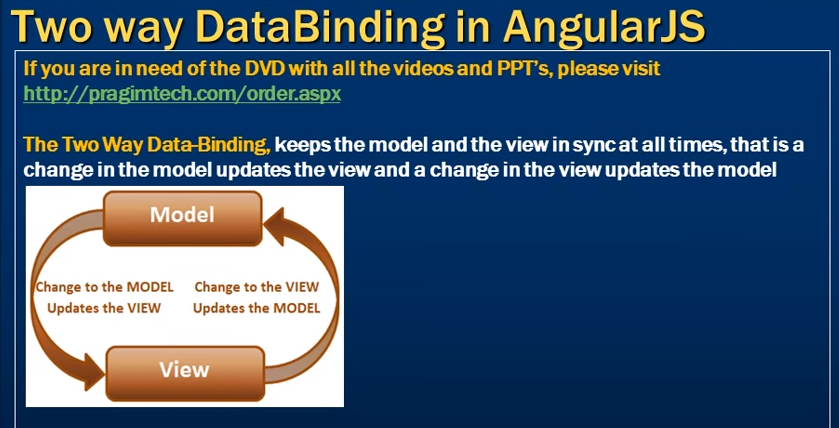 Two way DataBinding in AngularJS
If you are in need of the DVD with all the videos and PPT's, please visit
http://pragimtech.com/order.aspx
The Two Way Data-Binding, keeps the model and the view in sync at all times, that is a
change in the model updates the view and a change in the view updates the model
Model
Change to the MODEL
Updates the VIEW
Change to the VIEW
Updates the MODEL
View